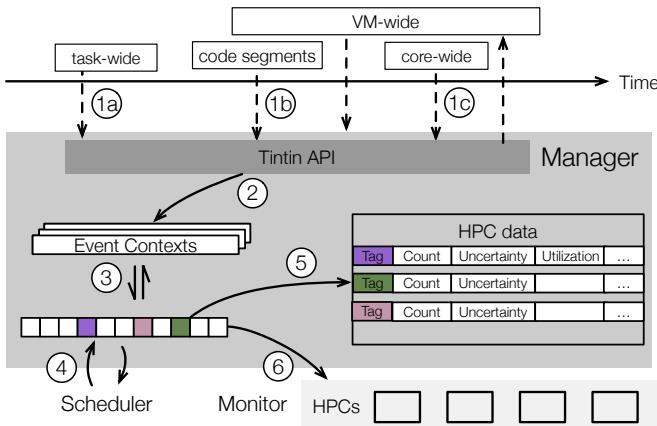 VM-wide
task-wide
code segments
core-wide
Time
1a
1b
1c
Tintin API
Manager
2
Event Contexts
HPC data
Tag Count Uncertainty Utilization ...
Tag Count Uncertainty ...
Tag Count Uncertainty ...
3
5
4
6
Scheduler
Monitor
HPCs